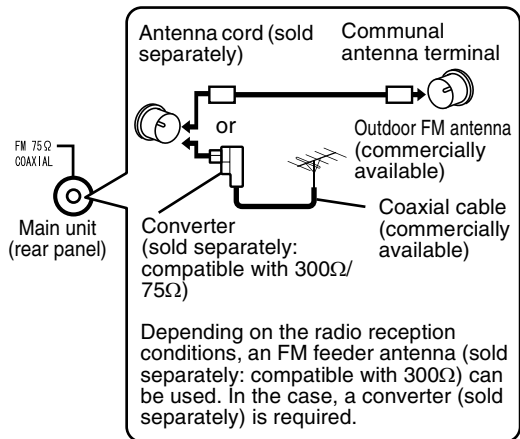 Antenna cord (sold
separately)
Communal
antenna terminal
or
FM 75Ω
COAXIAL
Main unit
(rear panel)
Outdoor FM antenna
(commercially
available)
Converter
(sold separately:
compatible with 300Ω/
75Ω)
Coaxial cable
(commercially
available)
Depending on the radio reception
conditions, an FM feeder antenna (sold
separately: compatible with 300Ω) can
be used. In the case, a converter (sold
separately) is required.